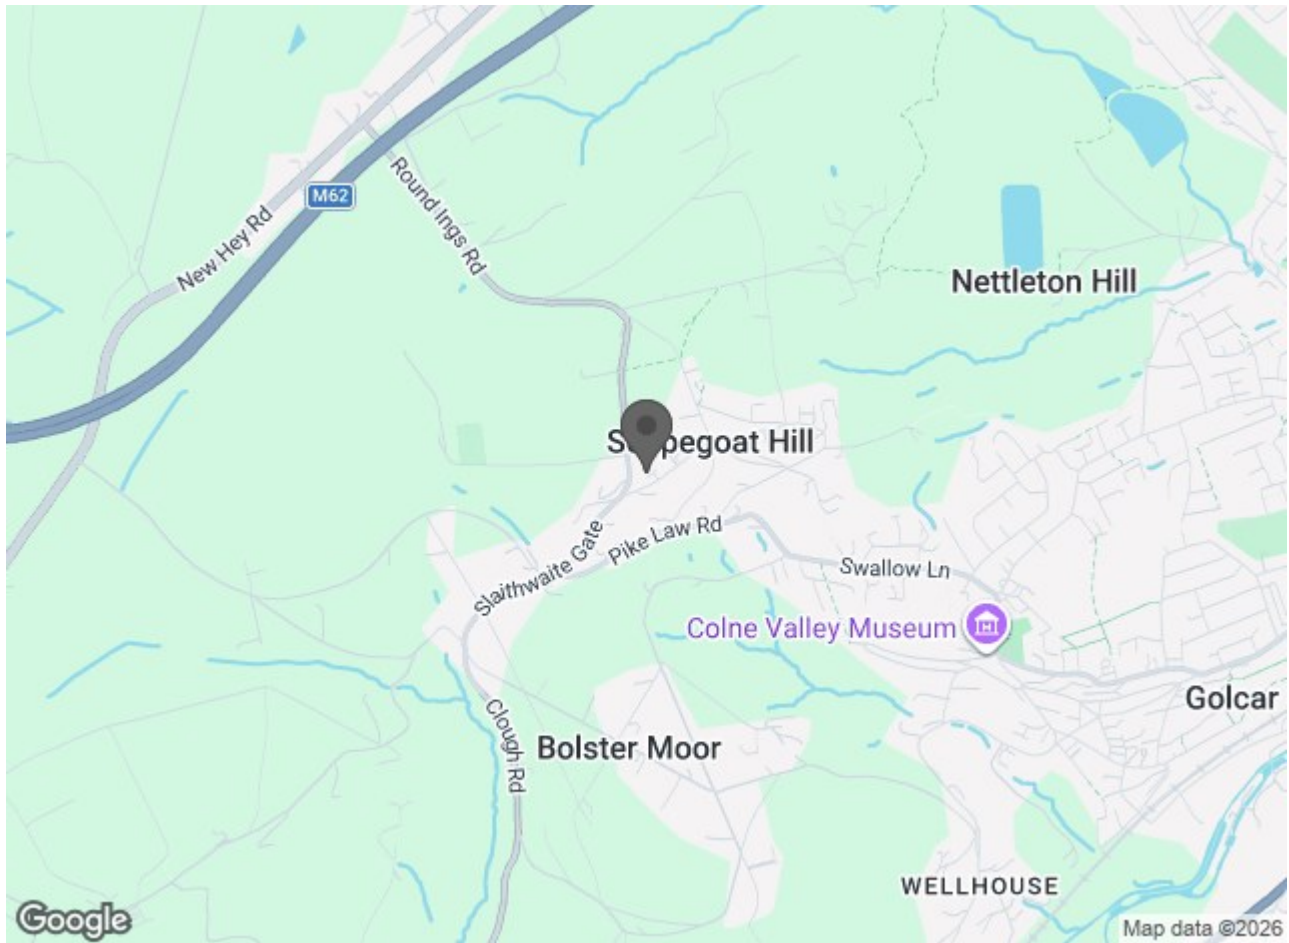 M62
New Hey Rd
Round Ings Rd
Nettleton Hill
S pegoat Hill
Slaithwaite Gate
Pike Law Rd
Swallow Ln
Colne Valley Museum
Golcar
Clough Rd
Bolster Moor
WELLHOUSE
Google
Map data ©2026